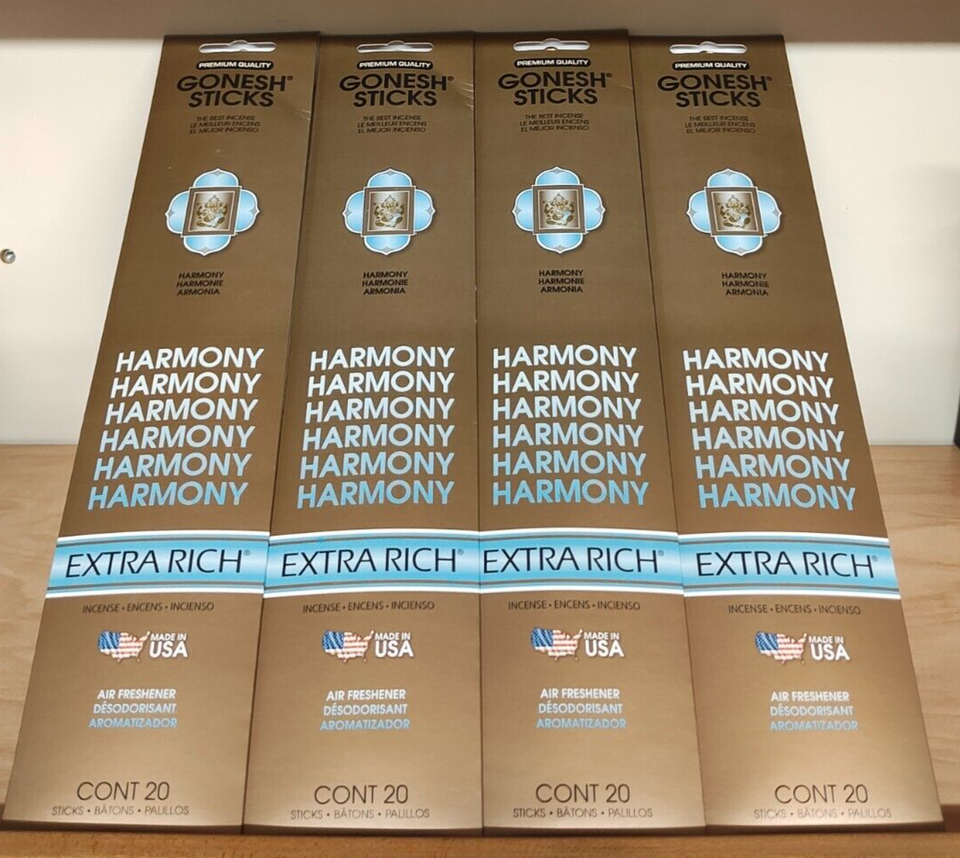 PREMIUM QUALITY
GONESH®
STICKS
THE BEST INCENSE
LE MEILLEUR ENCENS
EL MEJOR INCIENSO
HARMONY
HARMONIE
ARMONIA
HARMONY
HARMONY
HARMONY
HARMONY
HARMONY
HARMONY
EXTRA RICH®
INCENSE • ENCENS • INCIENSO
MADE IN
USA
AIR FRESHENER
DÉSODORISANT
AROMATIZADOR
CONT 20
STICKS • BÂTONS • PALILLOS
PREMIUM QUALITY
GONESH®
STICKS
THE BEST INCENSE
LE MEILLEUR ENCENS
EL MEJOR INCIENSO
HARMONY
HARMONIE
ARMONIA
HARMONY
HARMONY
HARMONY
HARMONY
HARMONY
HARMONY
EXTRA RICH®
INCENSE • ENCENS • INCIENSO
MADE IN
USA
AIR FRESHENER
DÉSODORISANT
AROMATIZADOR
CONT 20
STICKS • BÂTONS • PALILLOS
PREMIUM QUALITY
GONESH®
STICKS
THE BEST INCENSE
LE MEILLEUR ENCENS
EL MEJOR INCIENSO
HARMONY
HARMONIE
ARMONIA
HARMONY
HARMONY
HARMONY
HARMONY
HARMONY
HARMONY
EXTRA RICH®
INCENSE • ENCENS • INCIENSO
MADE IN
USA
AIR FRESHENER
DÉSODORISANT
AROMATIZADOR
CONT 20
STICKS • BÂTONS • PALILLOS
PREMIUM QUALITY
GONESH®
STICKS
THE BEST INCENSE
LE MEILLEUR ENCENS
EL MEJOR INCIENSO
HARMONY
HARMONIE
ARMONIA
HARMONY
HARMONY
HARMONY
HARMONY
HARMONY
HARMONY
EXTRA RICH®
INCENSE • ENCENS • INCIENSO
MADE IN
USA
AIR FRESHENER
DÉSODORISANT
AROMATIZADOR
CONT 20
STICKS • BÂTONS • PALILLOS